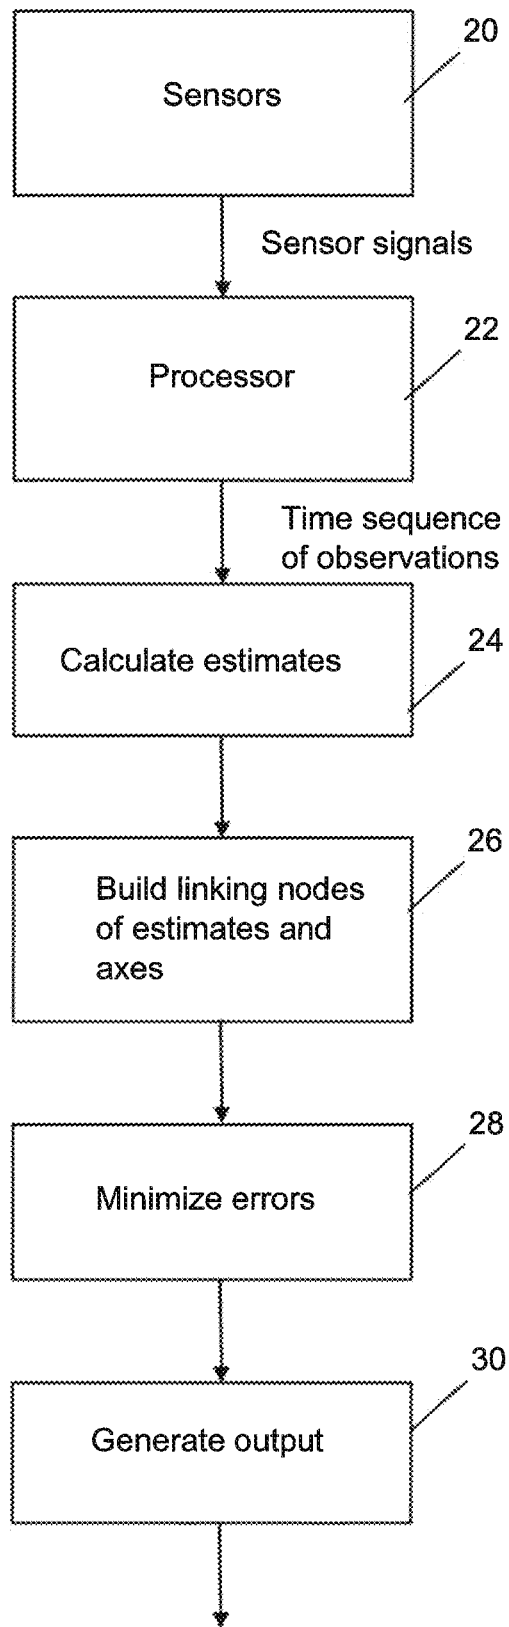 20
Sensors
Sensor signals
22
Processor
Time sequence
of observations
24
Calculate estimates
26
Build linking nodes
of estimates and
axes
28
Minimize errors
30
Generate output